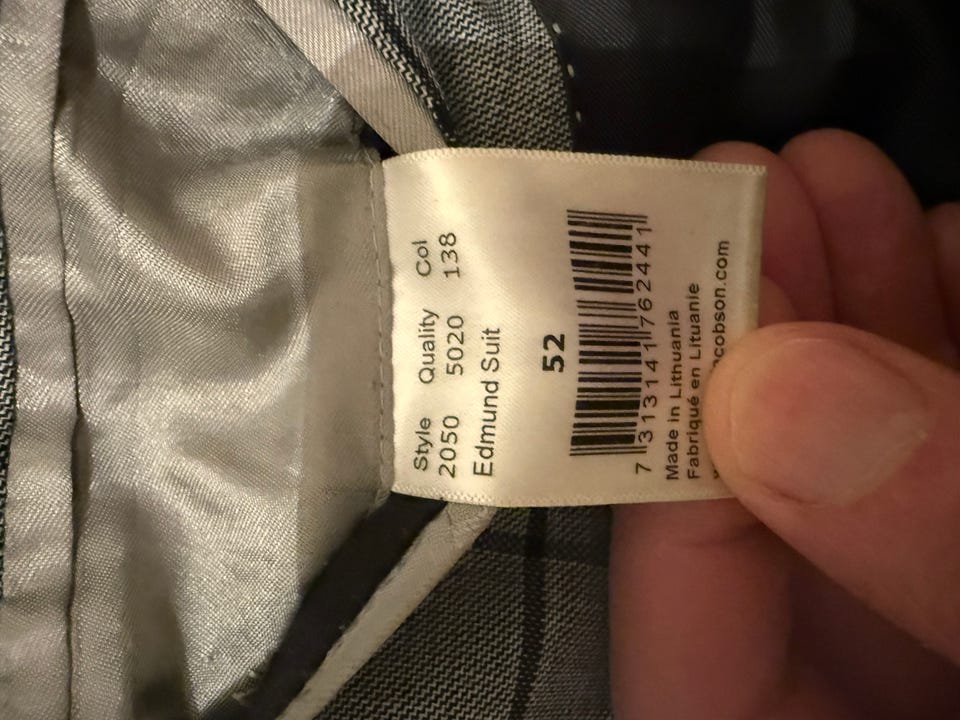 Style Quality Col
2050 5020 138
Edmund Suit
52
7 313141 762441
Made in Lithuania
Fabriqué en Lituanie